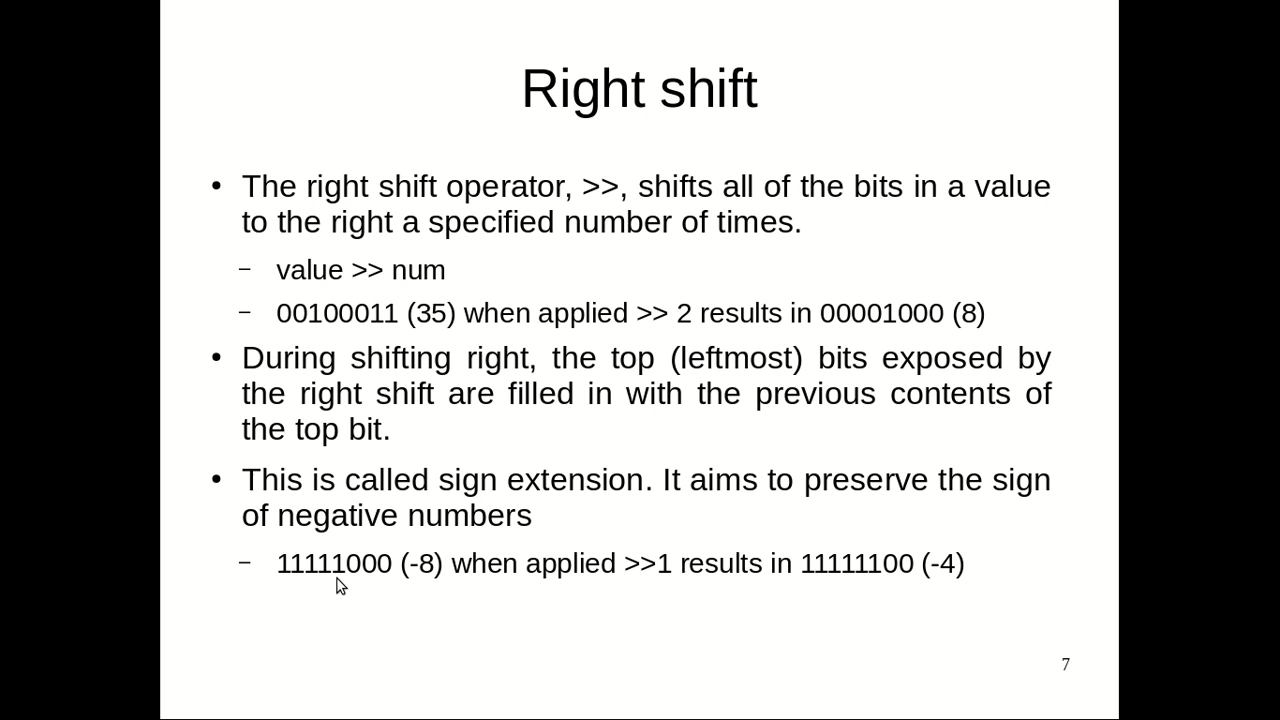 Right shift
• The right shift operator, >>, shifts all of the bits in a value
to the right a specified number of times.
– value >> num
– 00100011 (35) when applied >> 2 results in 00001000 (8)
• During shifting right, the top (leftmost) bits exposed by
the right shift are filled in with the previous contents of
the top bit.
• This is called sign extension. It aims to preserve the sign
of negative numbers
– 11111000 (-8) when applied >>1 results in 11111100 (-4)
7